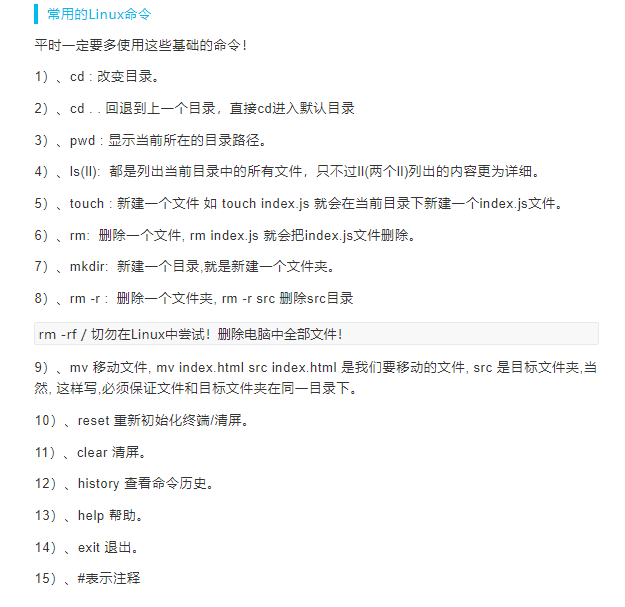 常用的Linux命令
平时一定要多使用这些基础的命令！
1）、cd : 改变目录。
2）、cd . . 回退到上一个目录，直接cd进入默认目录
3）、pwd : 显示当前所在的目录路径。
4）、ls(ll):  都是列出当前目录中的所有文件，只不过ll(两个ll)列出的内容更为详细。
5）、touch : 新建一个文件 如 touch index.js 就会在当前目录下新建一个index.js文件。
6）、rm:  删除一个文件, rm index.js 就会把index.js文件删除。
7）、mkdir:  新建一个目录,就是新建一个文件夹。
8）、rm -r :  删除一个文件夹, rm -r src 删除src目录
rm -rf / 切勿在Linux中尝试！删除电脑中全部文件！
9）、mv 移动文件, mv index.html src index.html 是我们要移动的文件, src 是目标文件夹,当
然, 这样写,必须保证文件和目标文件夹在同一目录下。
10）、reset 重新初始化终端/清屏。
11）、clear 清屏。
12）、history 查看命令历史。
13）、help 帮助。
14）、exit 退出。
15）、#表示注释